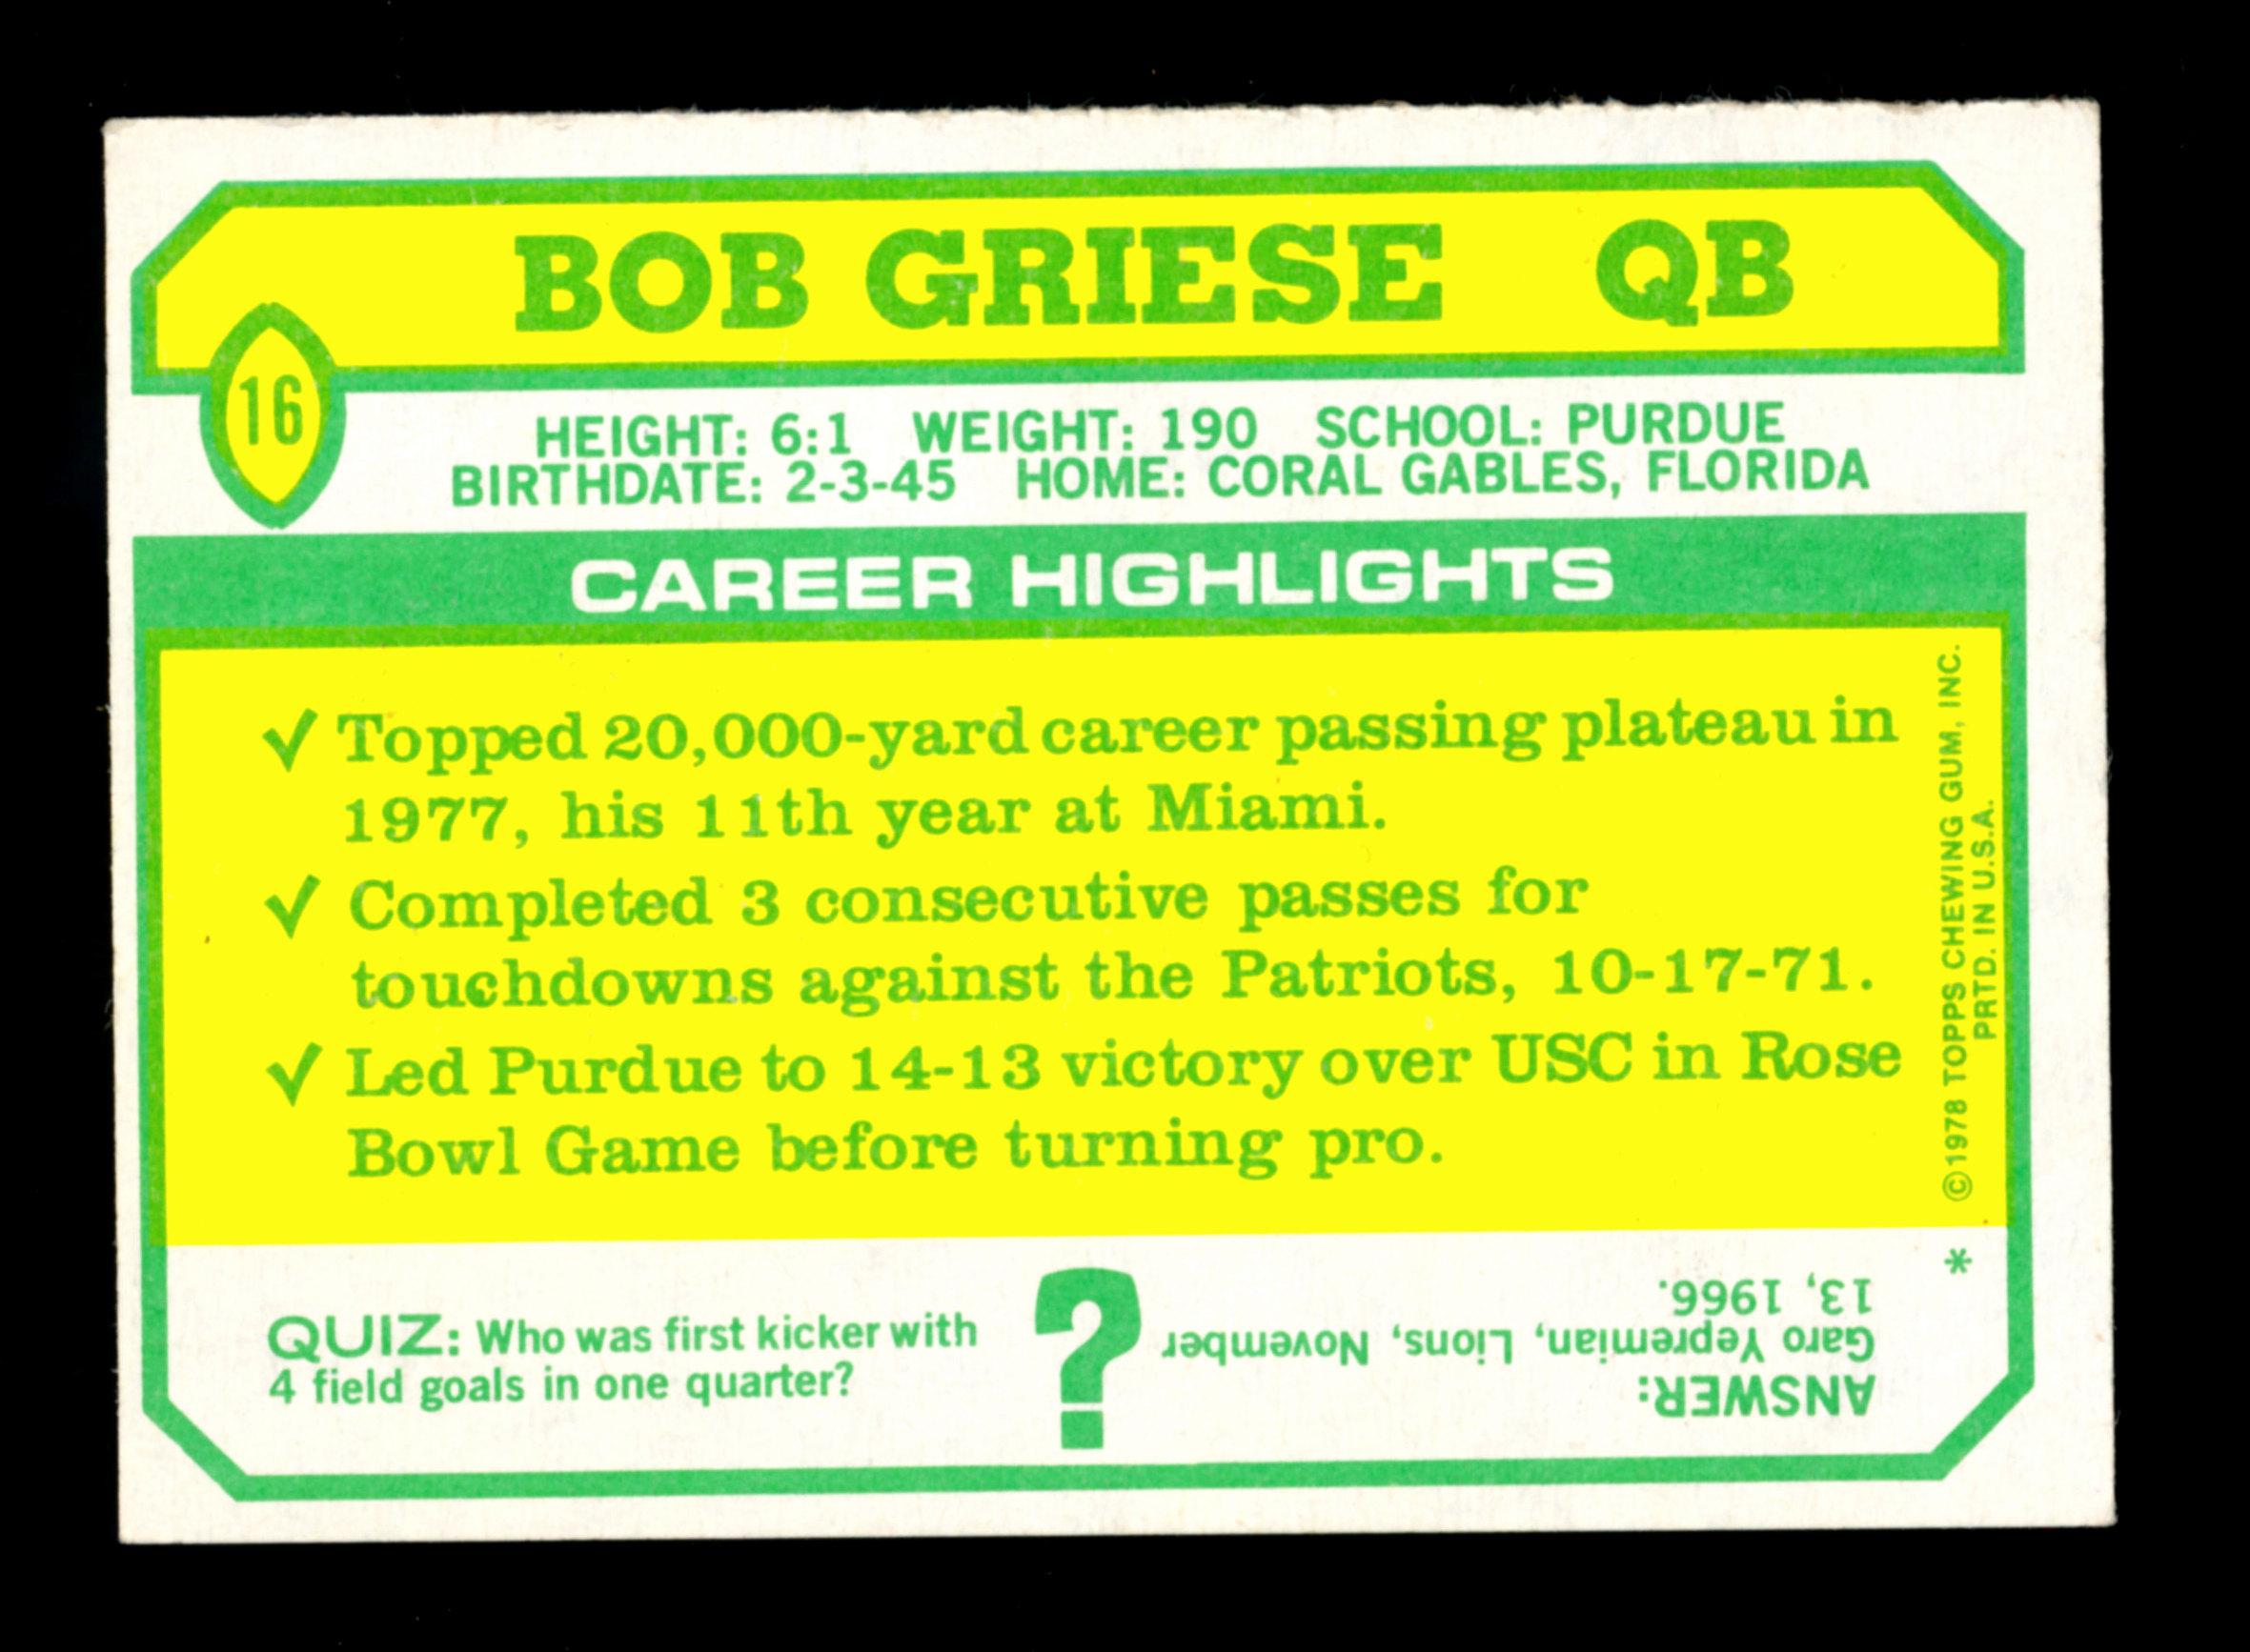 BOB GRIESE QB
16
HEIGHT: 6:1 WEIGHT: 190 SCHOOL: PURDUE
BIRTHDATE: 2-3-45 HOME: CORAL GABLES, FLORIDA
CAREER HIGHLIGHTS
✓ Topped 20,000-yard career passing plateau in
1977, his 11th year at Miami.
✓ Completed 3 consecutive passes for
touchdowns against the Patriots, 10-17-71.
✓ Led Purdue to 14-13 victory over USC in Rose
Bowl Game before turning pro.
©1978 TOPPS CHEWING GUM, INC.
PRTD. IN U.S.A.
*
QUIZ: Who was first kicker with
4 field goals in one quarter?
?
ANSWER:
Garo Yepremian, Lions, November
13, 1966.